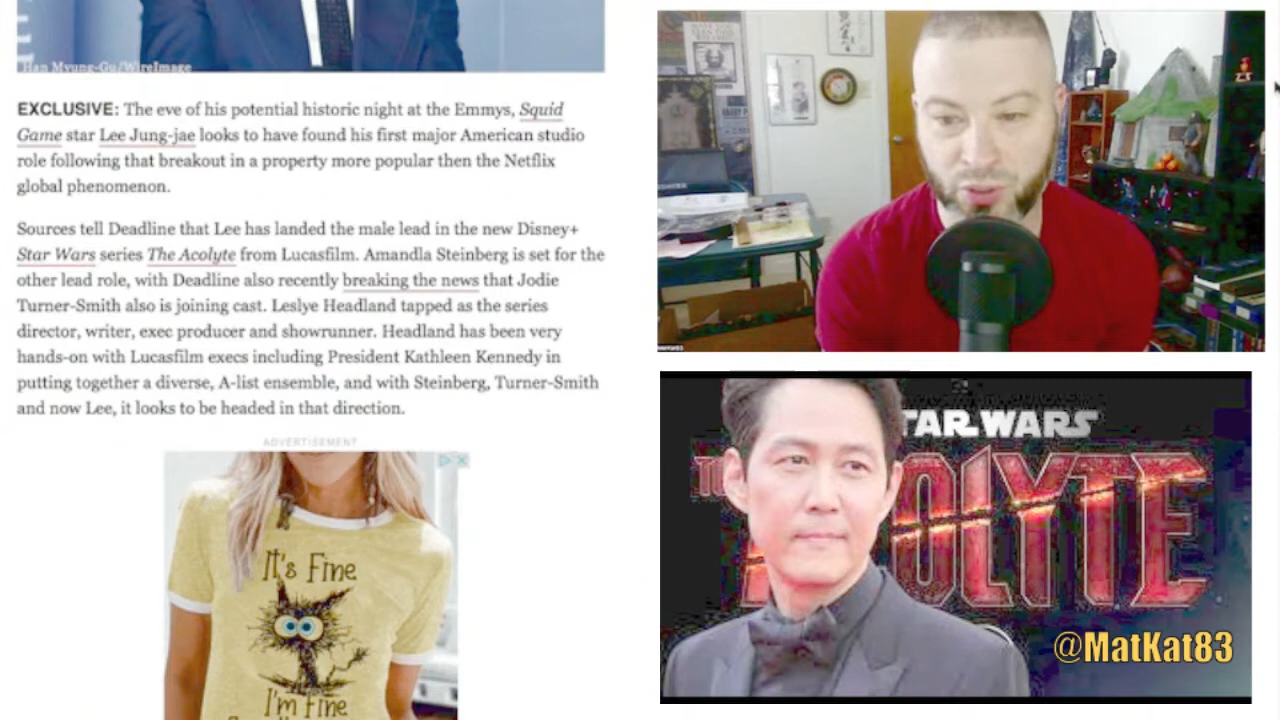 Han Myung-Gu/WireImage
EXCLUSIVE: The eve of his potential historic night at the Emmys, Squid
Game star Lee Jung-jae looks to have found his first major American studio
role following that breakout in a property more popular then the Netflix
global phenomenon.
Sources tell Deadline that Lee has landed the male lead in the new Disney+
Star Wars series The Acolyte from Lucasfilm. Amandla Steinberg is set for the
other lead role, with Deadline also recently breaking the news that Jodie
Turner-Smith also is joining cast. Leslye Headland tapped as the series
director, writer, exec producer and showrunner. Headland has been very
hands-on with Lucasfilm execs including President Kathleen Kennedy in
putting together a diverse, A-list ensemble, and with Steinberg, Turner-Smith
and now Lee, it looks to be headed in that direction.
ADVERTISEMENT
It's Fine
I'm Fine
TAR WARS
OLYTE
@MatKat83